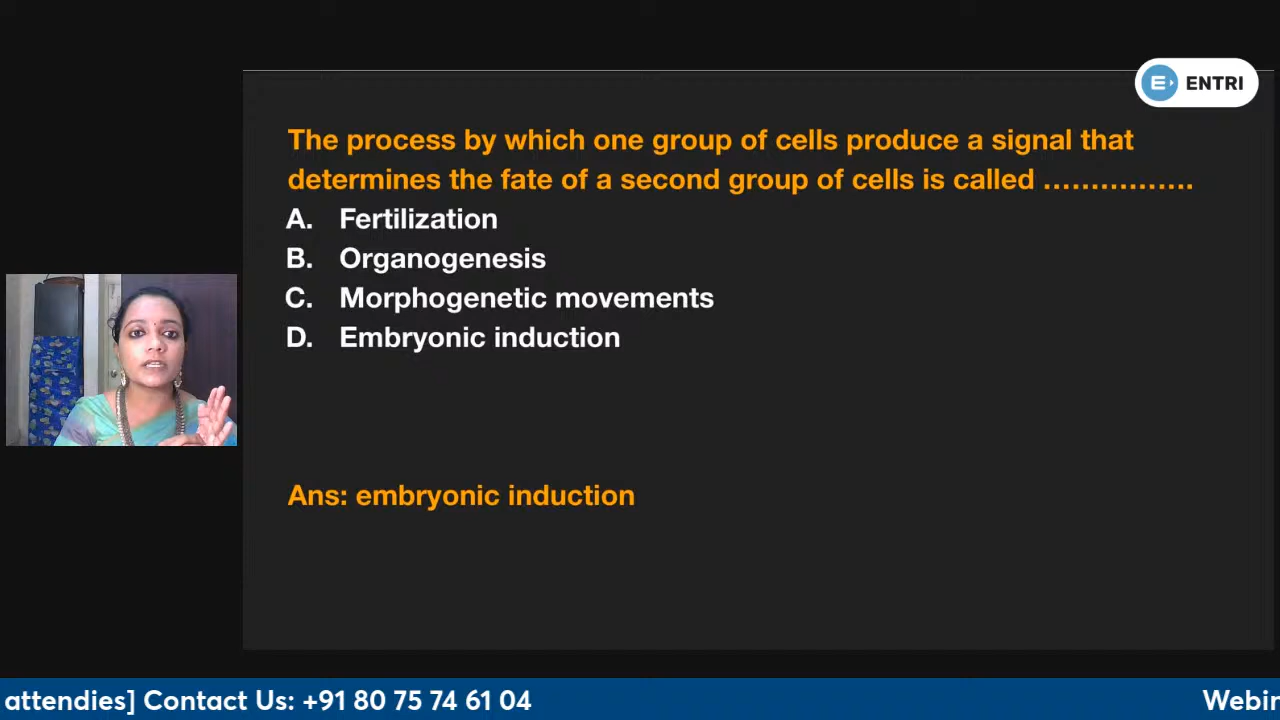 ENTRI
The process by which one group of cells produce a signal that
determines the fate of a second group of cells is called ................
A. Fertilization
B. Organogenesis
C. Morphogenetic movements
D. Embryonic induction
Ans: embryonic induction
attendies] Contact Us: +91 80 75 74 61 04
Webin